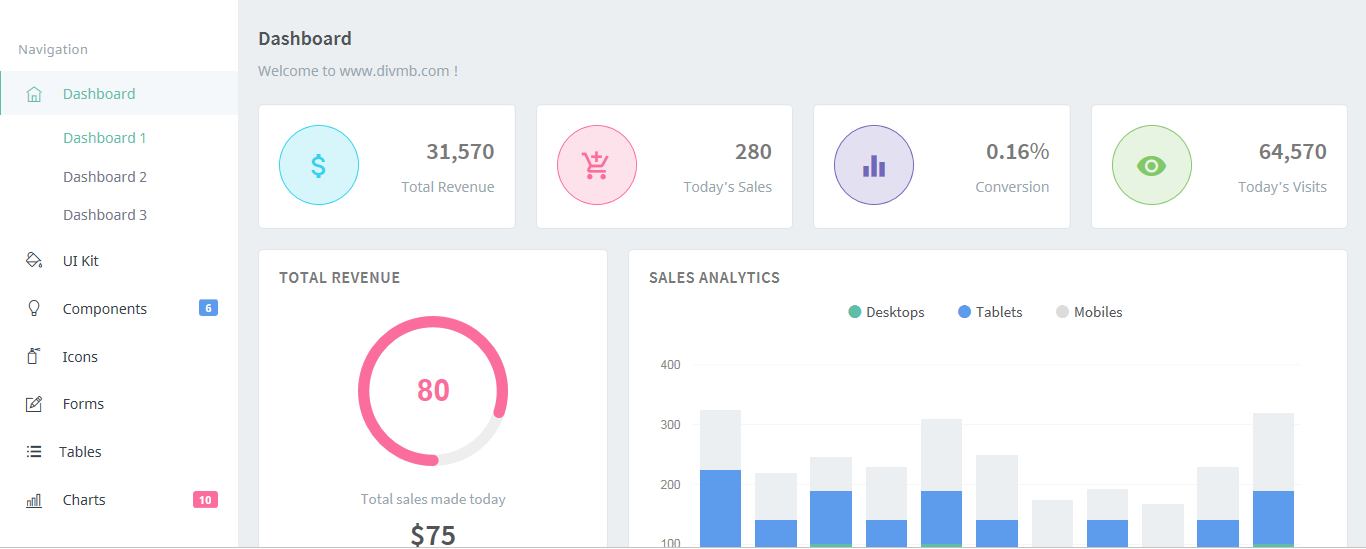 Navigation
Dashboard
Dashboard 1
Dashboard 2
Dashboard 3
UI Kit
Components 6
Icons
Forms
Tables
Charts 10
Dashboard
Welcome to www.divmb.com !
$
31,570
Total Revenue
280
Today's Sales
0.16%
Conversion
64,570
Today's Visits
TOTAL REVENUE
80
Total sales made today
$75
SALES ANALYTICS
Desktops Tablets Mobiles
400
300
200
100